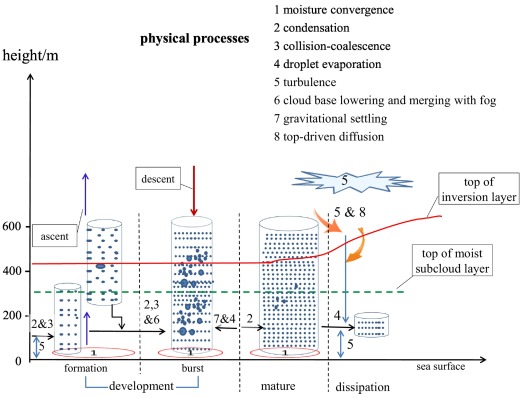 physical processes
1 moisture convergence
2 condensation
3 collision-coalescence
4 droplet evaporation
5 turbulence
6 cloud base lowering and merging with fog
7 gravitational settling
8 top-driven diffusion
height/m
descent
5
top of
inversion layer
5 & 8
ascent
600
top of moist
subcloud layer
400
200
2&3
2,3
&6
7&4
2
4
5
5
0
1
1
1
formation
burst
sea surface
development
mature
dissipation